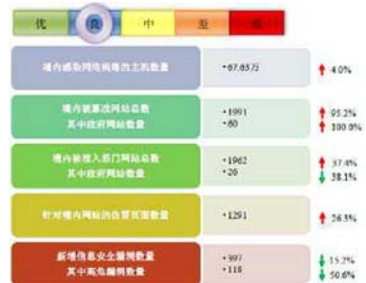 优 良 中 差 危
境内感染网络病毒的主机数量 •67.65万 4.0%
境内被篡改网站总数 •1991 95.2%
其中政府网站数量 •60 100.0%
境内被植入后门网站总数 •1962 37.4%
其中政府网站数量 •26 38.1%
针对境内网站的仿冒页面数量 •1291 26.3%
新增信息安全漏洞数量 •397 15.2%
其中高危漏洞数量 •118 50.6%